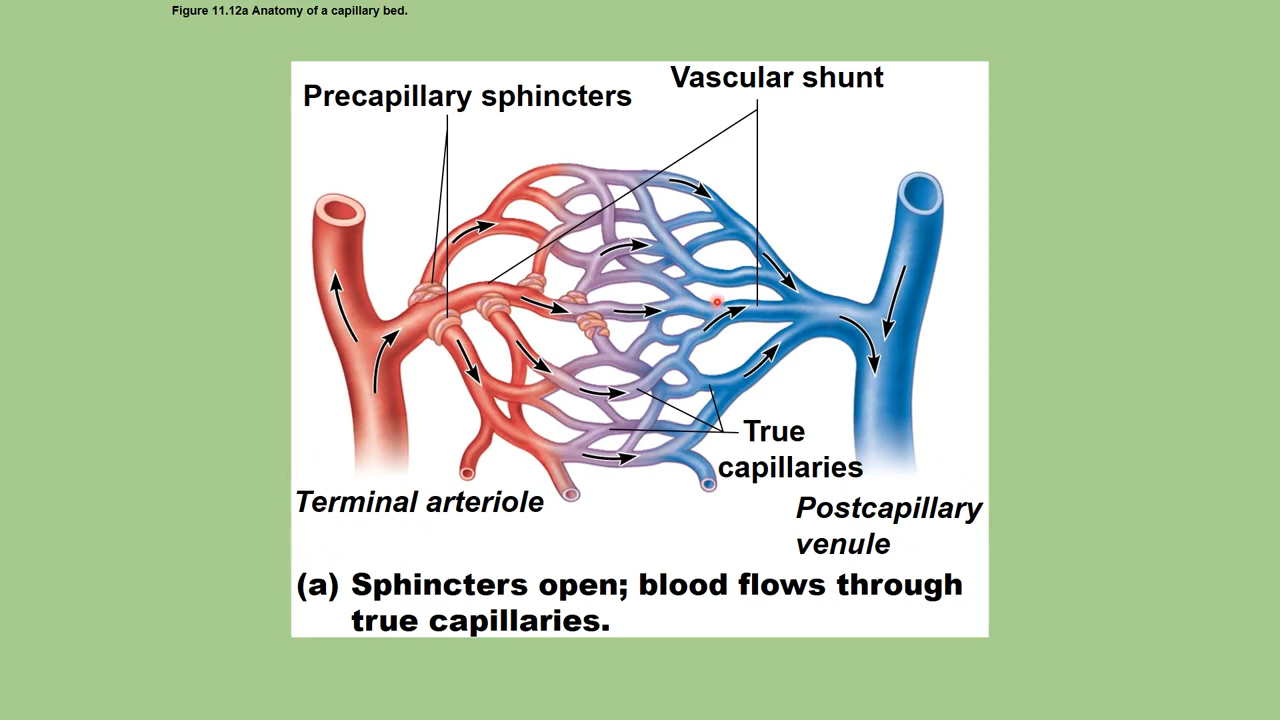 Figure 11.12a Anatomy of a capillary bed.
Precapillary sphincters
Vascular shunt
True
capillaries
Terminal arteriole
Postcapillary
venule
(a) Sphincters open; blood flows through
true capillaries.